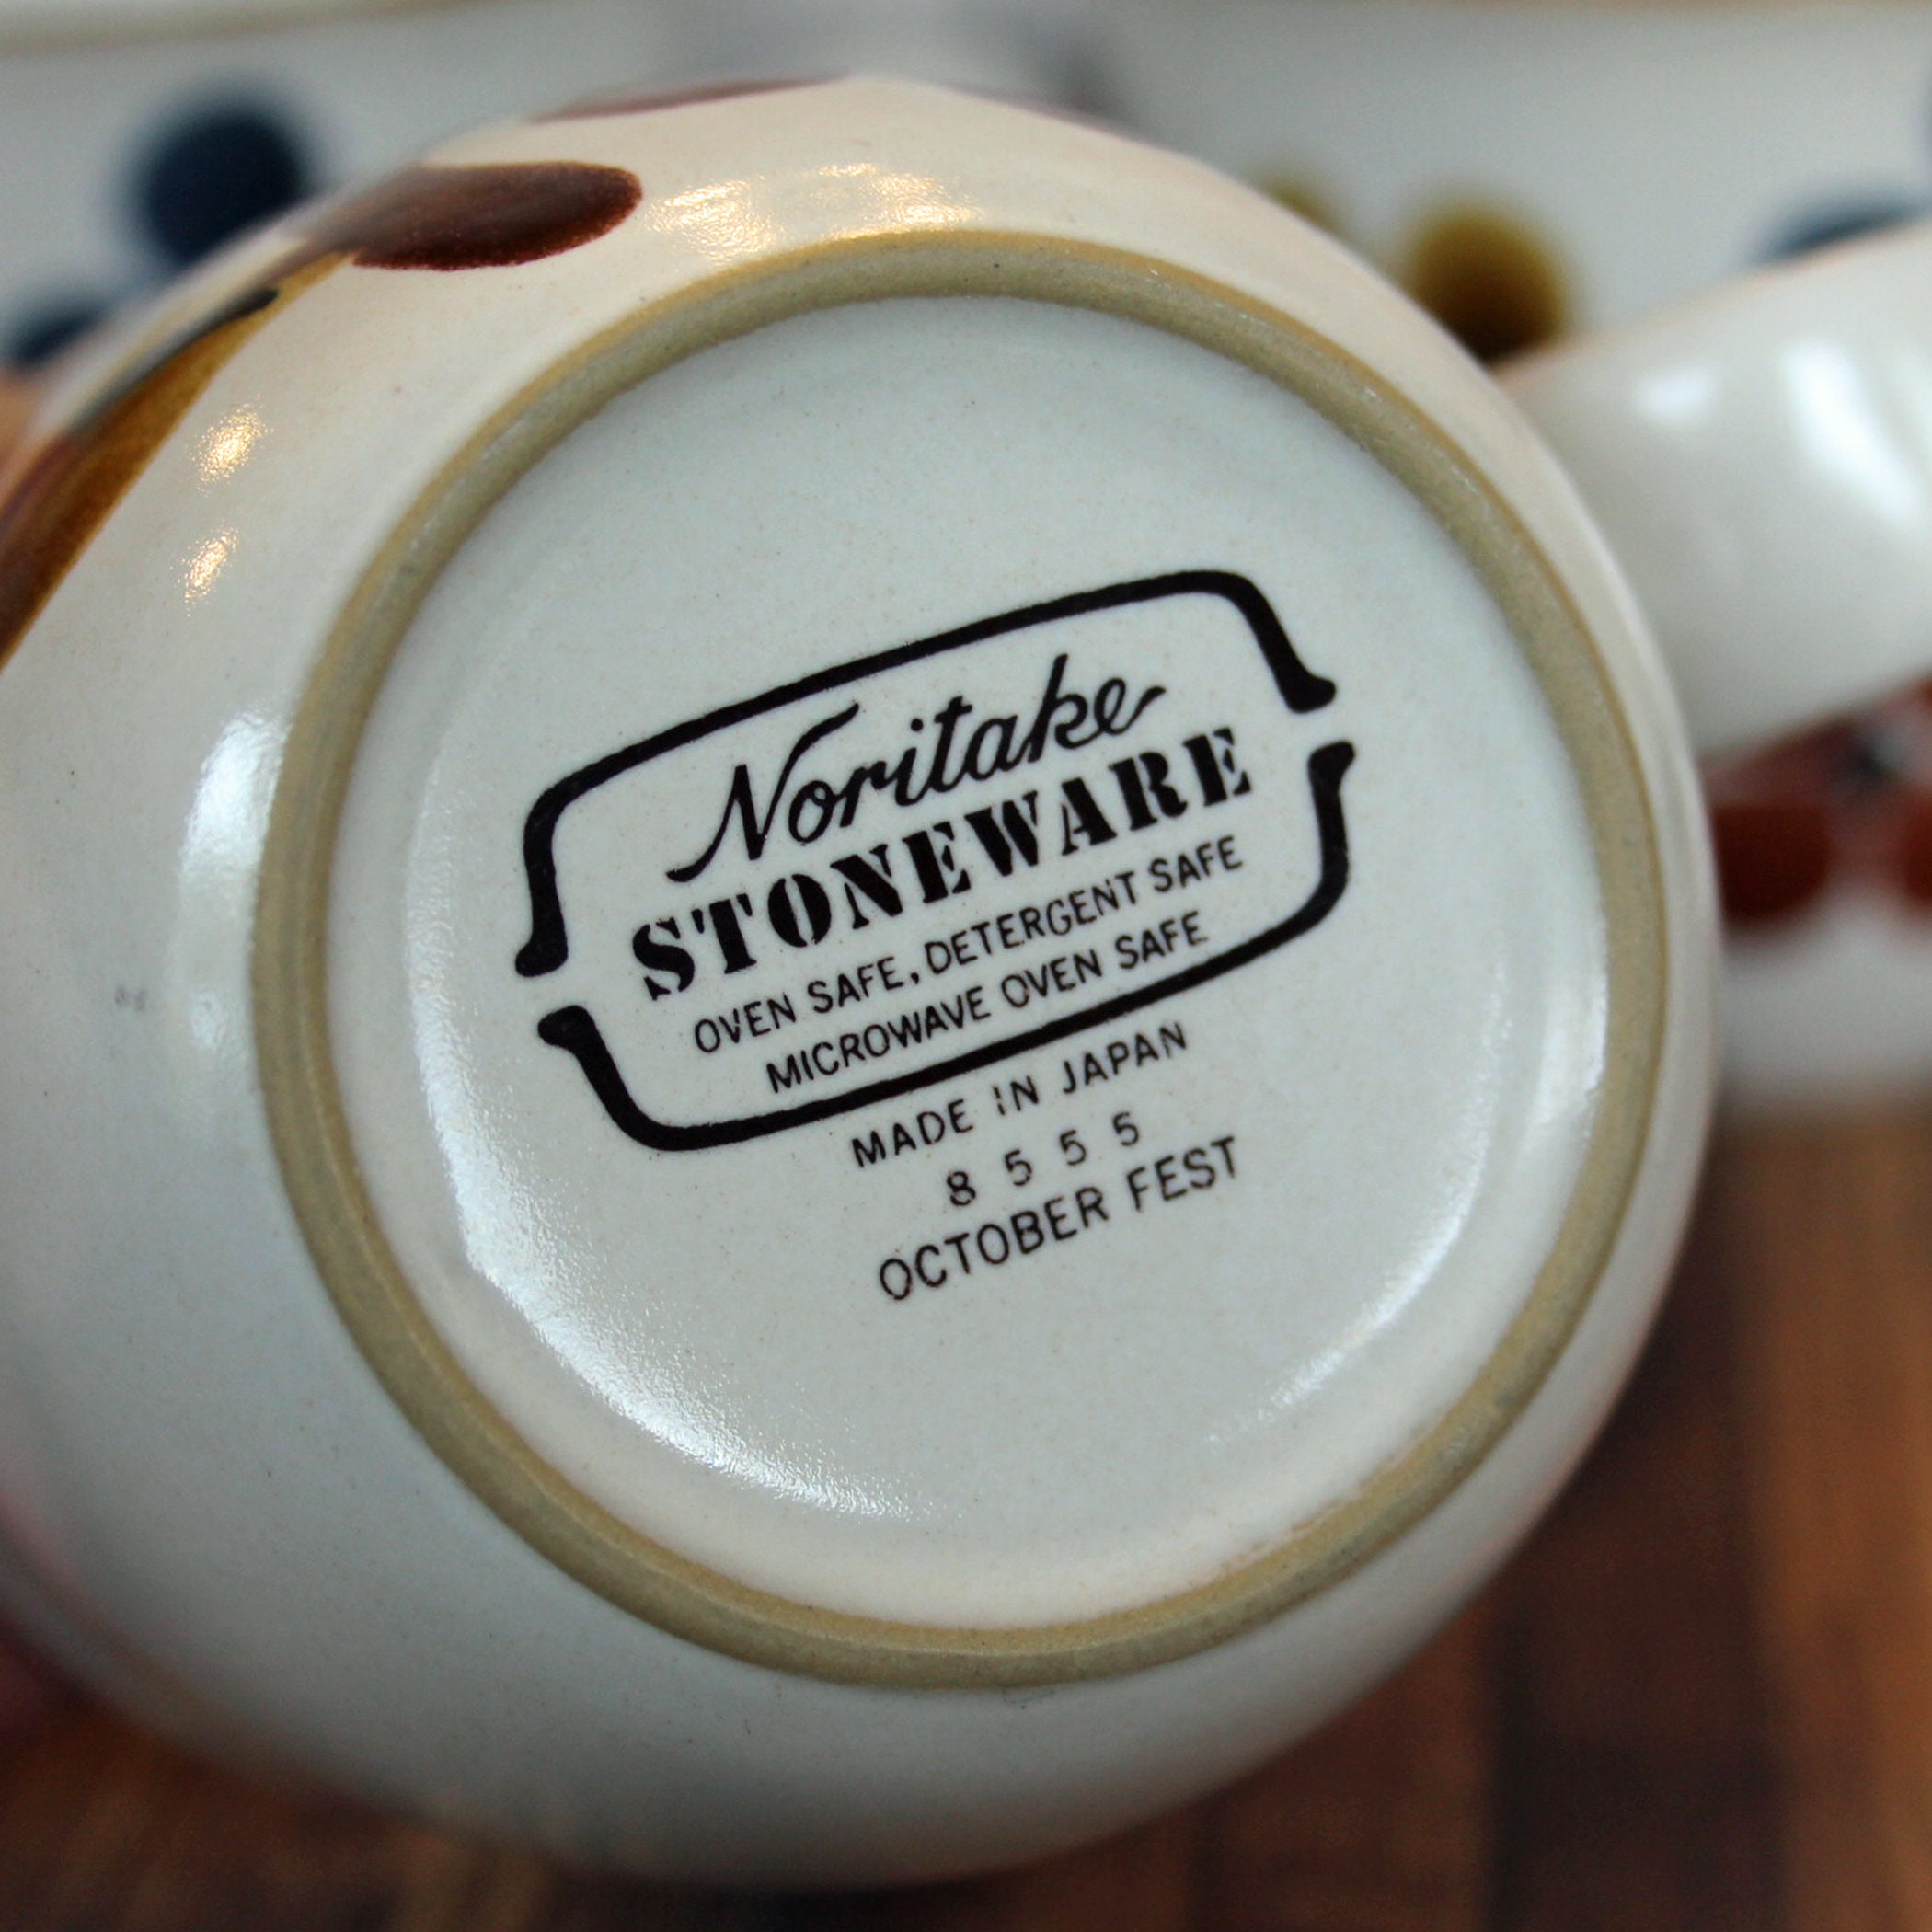 Noritake
STONEWARE
OVEN SAFE, DETERGENT SAFE
MICROWAVE OVEN SAFE
MADE IN JAPAN
8555
OCTOBER FEST